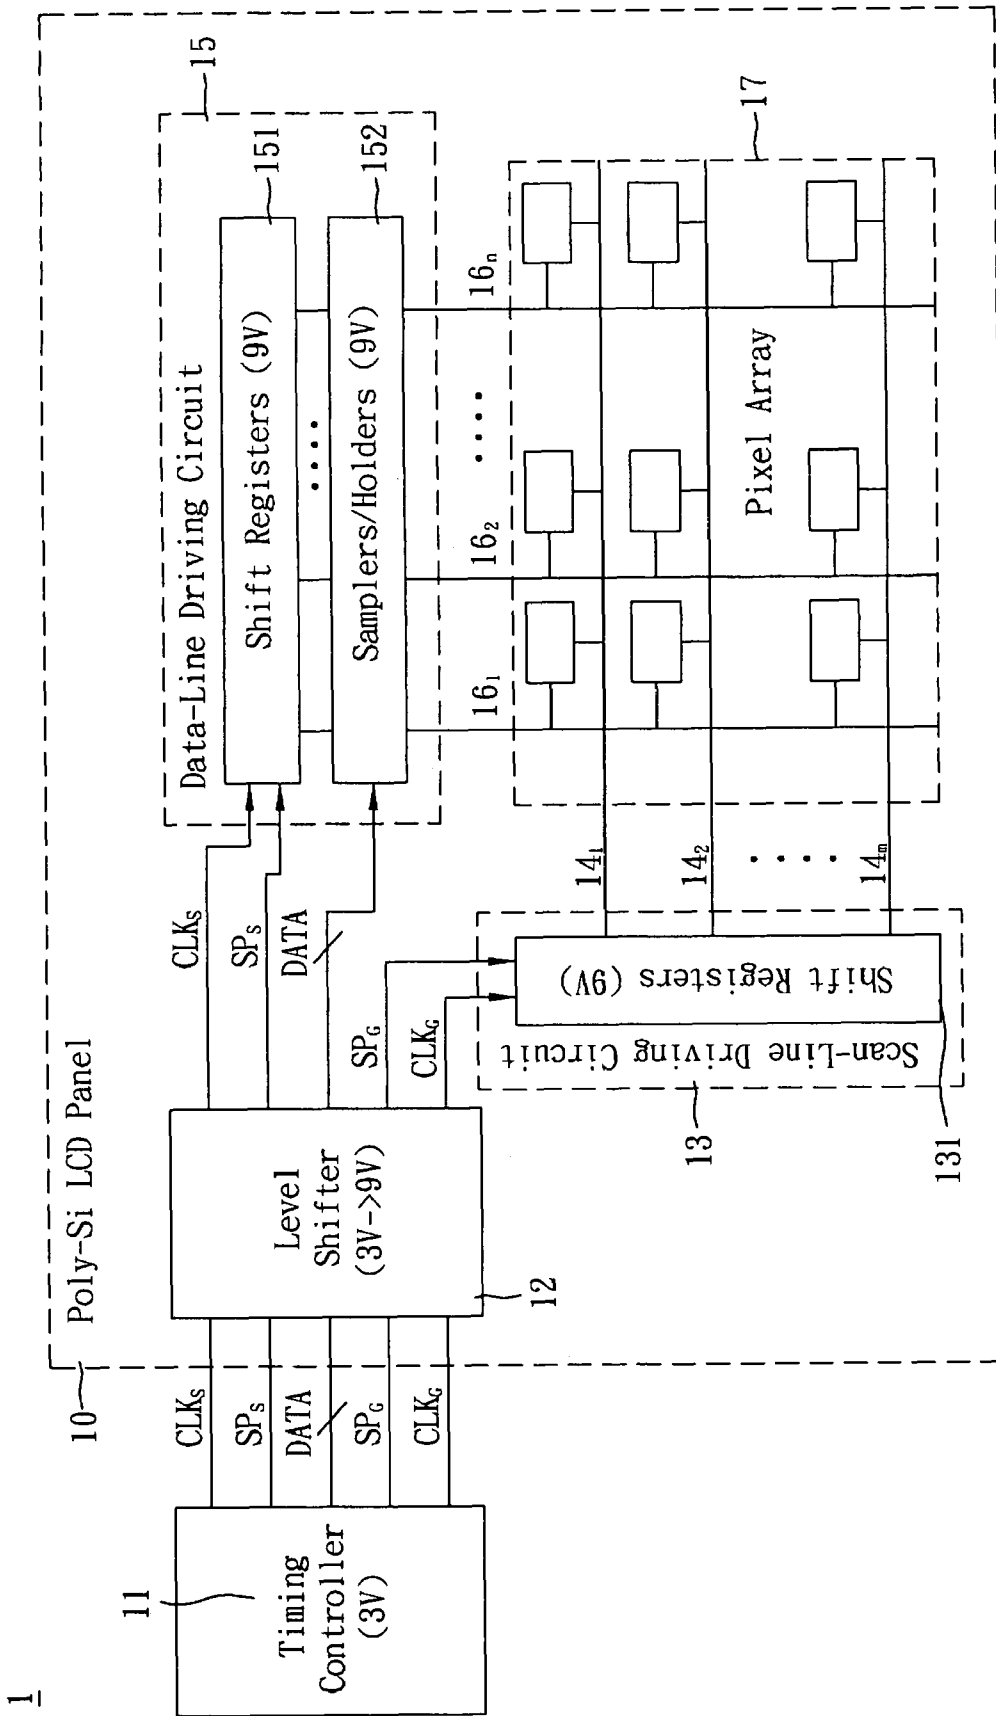 1
10
Poly-Si LCD Panel
11
Timing
Controller
(3V)
CLKS
SPS
DATA
SPG
CLKG
Level
Shifter
(3V->9V)
12
CLKS
SPS
DATA
SPG
CLKG
15
Data-Line Driving Circuit
Shift Registers (9V)
151
Samplers/Holders (9V)
152
161
162
16n
13
Scan-Line Driving Circuit
Shift Registers (9V)
131
141
142
14m
Pixel Array
17